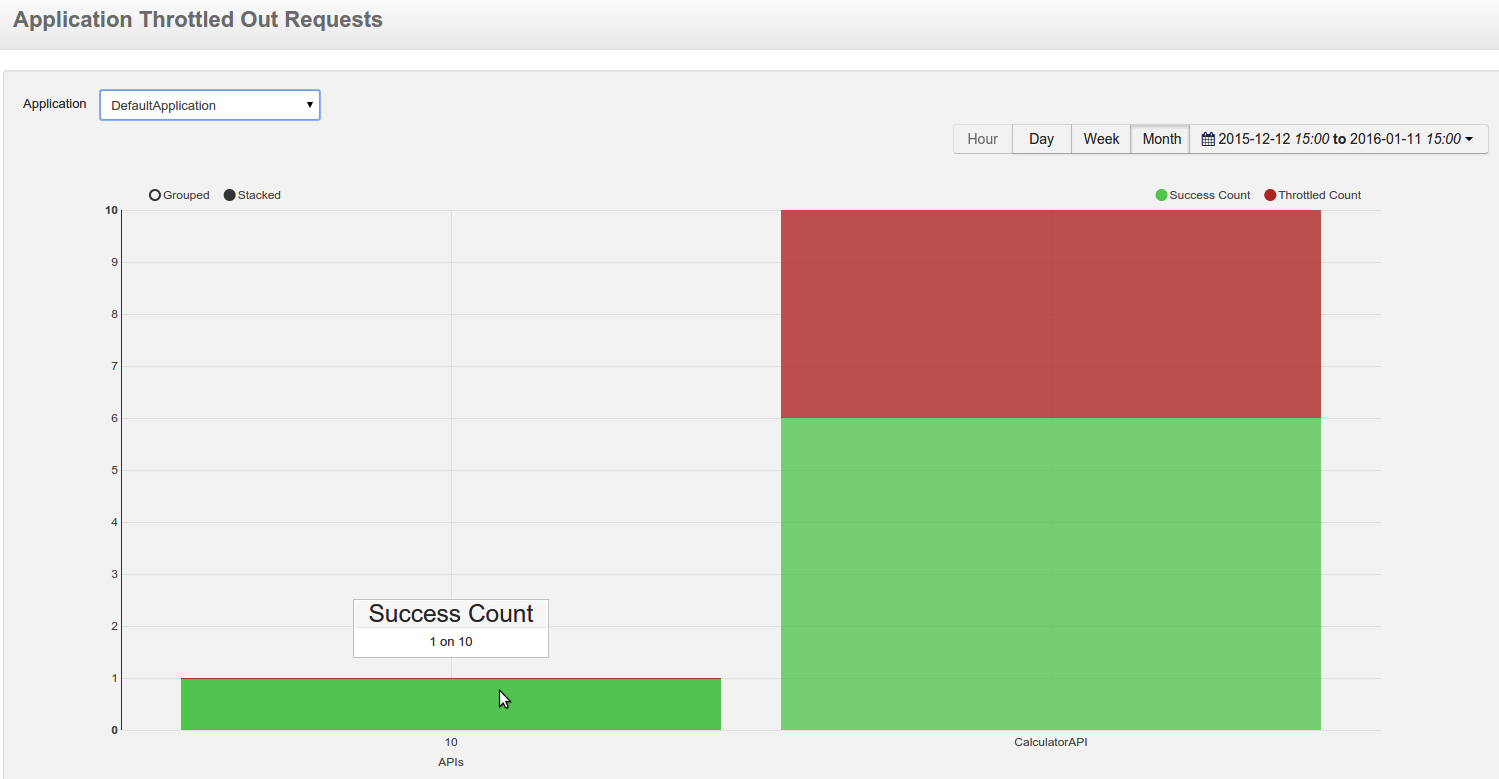 Application Throttled Out Requests
Application DefaultApplication
Hour Day Week Month 2015-12-12 15:00 to 2016-01-11 15:00
Grouped Stacked Success Count Throttled Count
10
9
8
7
6
5
4
3
2
1
0
Success Count
1 on 10
10 CalculatorAPI
APIs